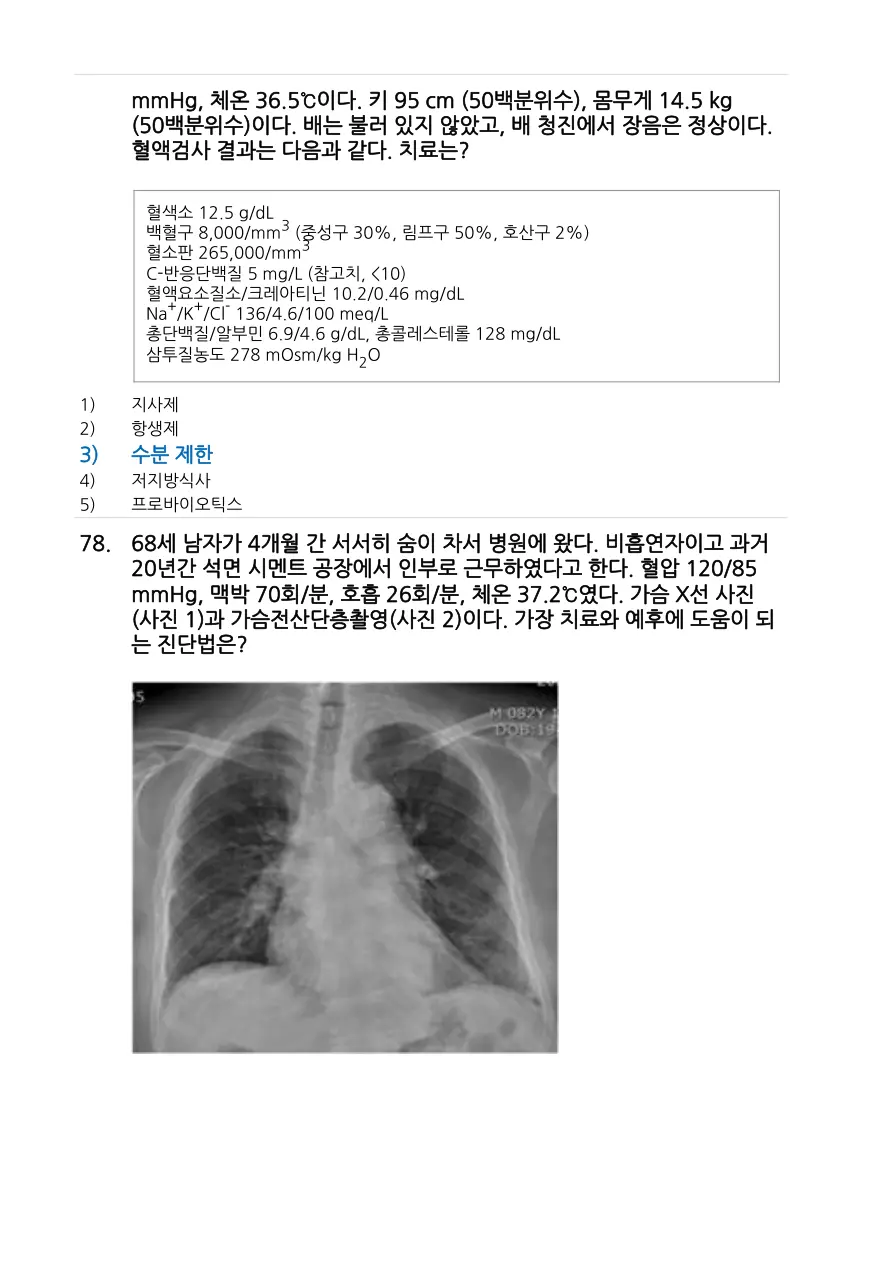 mmHg, 체온 36.5℃이다. 키 95 cm (50백분위수), 몸무게 14.5 kg
(50백분위수)이다. 배는 불러 있지 않았고, 배 청진에서 장음은 정상이다.
혈액검사 결과는 다음과 같다. 치료는?
혈색소 12.5 g/dL
백혈구 8,000/mm³ (중성구 30%, 림프구 50%, 호산구 2%)
혈소판 265,000/mm³
C-반응단백질 5 mg/L (참고치, <10)
혈액요소질소/크레아티닌 10.2/0.46 mg/dL
Na⁺/K⁺/Cl⁻ 136/4.6/100 meq/L
총단백질/알부민 6.9/4.6 g/dL, 총콜레스테롤 128 mg/dL
삼투질농도 278 mOsm/kg H₂O
1) 지사제
2) 항생제
3) 수분 제한
4) 저지방식사
5) 프로바이오틱스
78. 68세 남자가 4개월 간 서서히 숨이 차서 병원에 왔다. 비흡연자이고 과거
20년간 석면 시멘트 공장에서 인부로 근무하였다고 한다. 혈압 120/85
mmHg, 맥박 70회/분, 호흡 26회/분, 체온 37.2℃였다. 가슴 X선 사진
(사진 1)과 가슴전산단층촬영(사진 2)이다. 가장 치료와 예후에 도움이 되
는 진단법은?
M 082Y